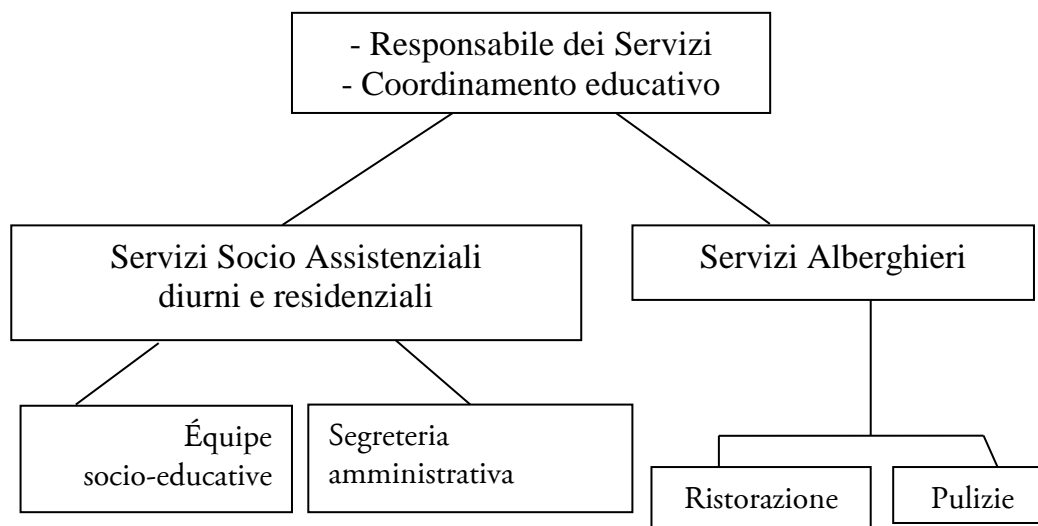 - Responsabile dei Servizi
- Coordinamento educativo
Servizi Socio Assistenziali
diurni e residenziali
Servizi Alberghieri
Équipe
socio-educative
Segreteria
amministrativa
Ristorazione
Pulizie